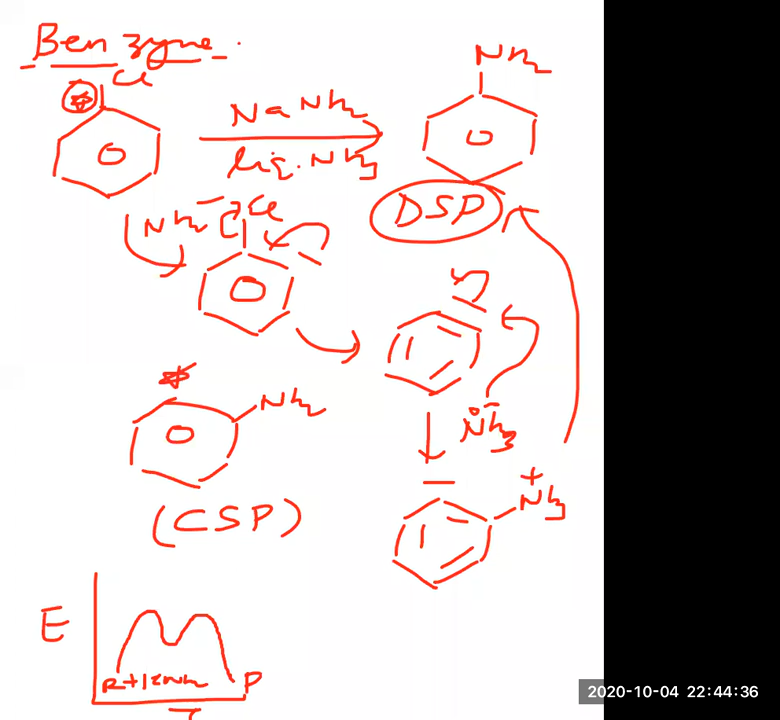 Benzyne
Cl
NaNH2
liq. NH3
NH2
DSP
NH2⁻
Cl
NH2
NH3
NH3
+
(CSP)
E
P
2020-10-04 22:44:36